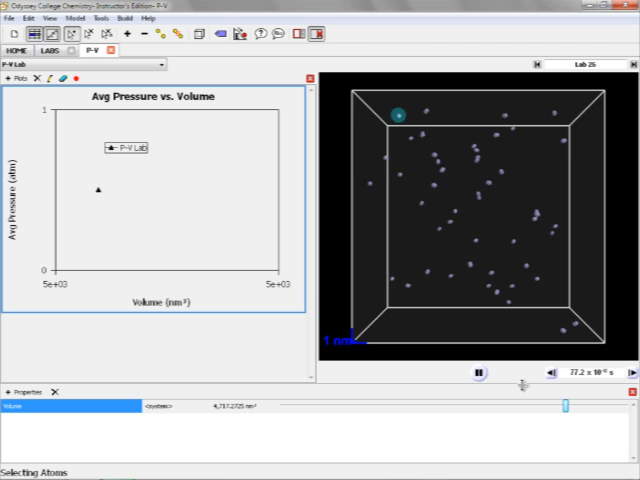 Odyssey College Chemistry- Instructor's Edition- P-V
File Edit View Model Tools Build Help
HOME LABS P-V
P-V Lab
Lab 26
Plots
Avg Pressure vs. Volume
1
P-V Lab
Avg Pressure (atm)
0
5e+03 5e+03
Volume (nm³)
1 nm
77.2 x 10⁻¹² s
Properties
Volume <system> 4,717.2725 nm³
Selecting Atoms